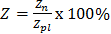 Z = Zn/Zpl x 100%